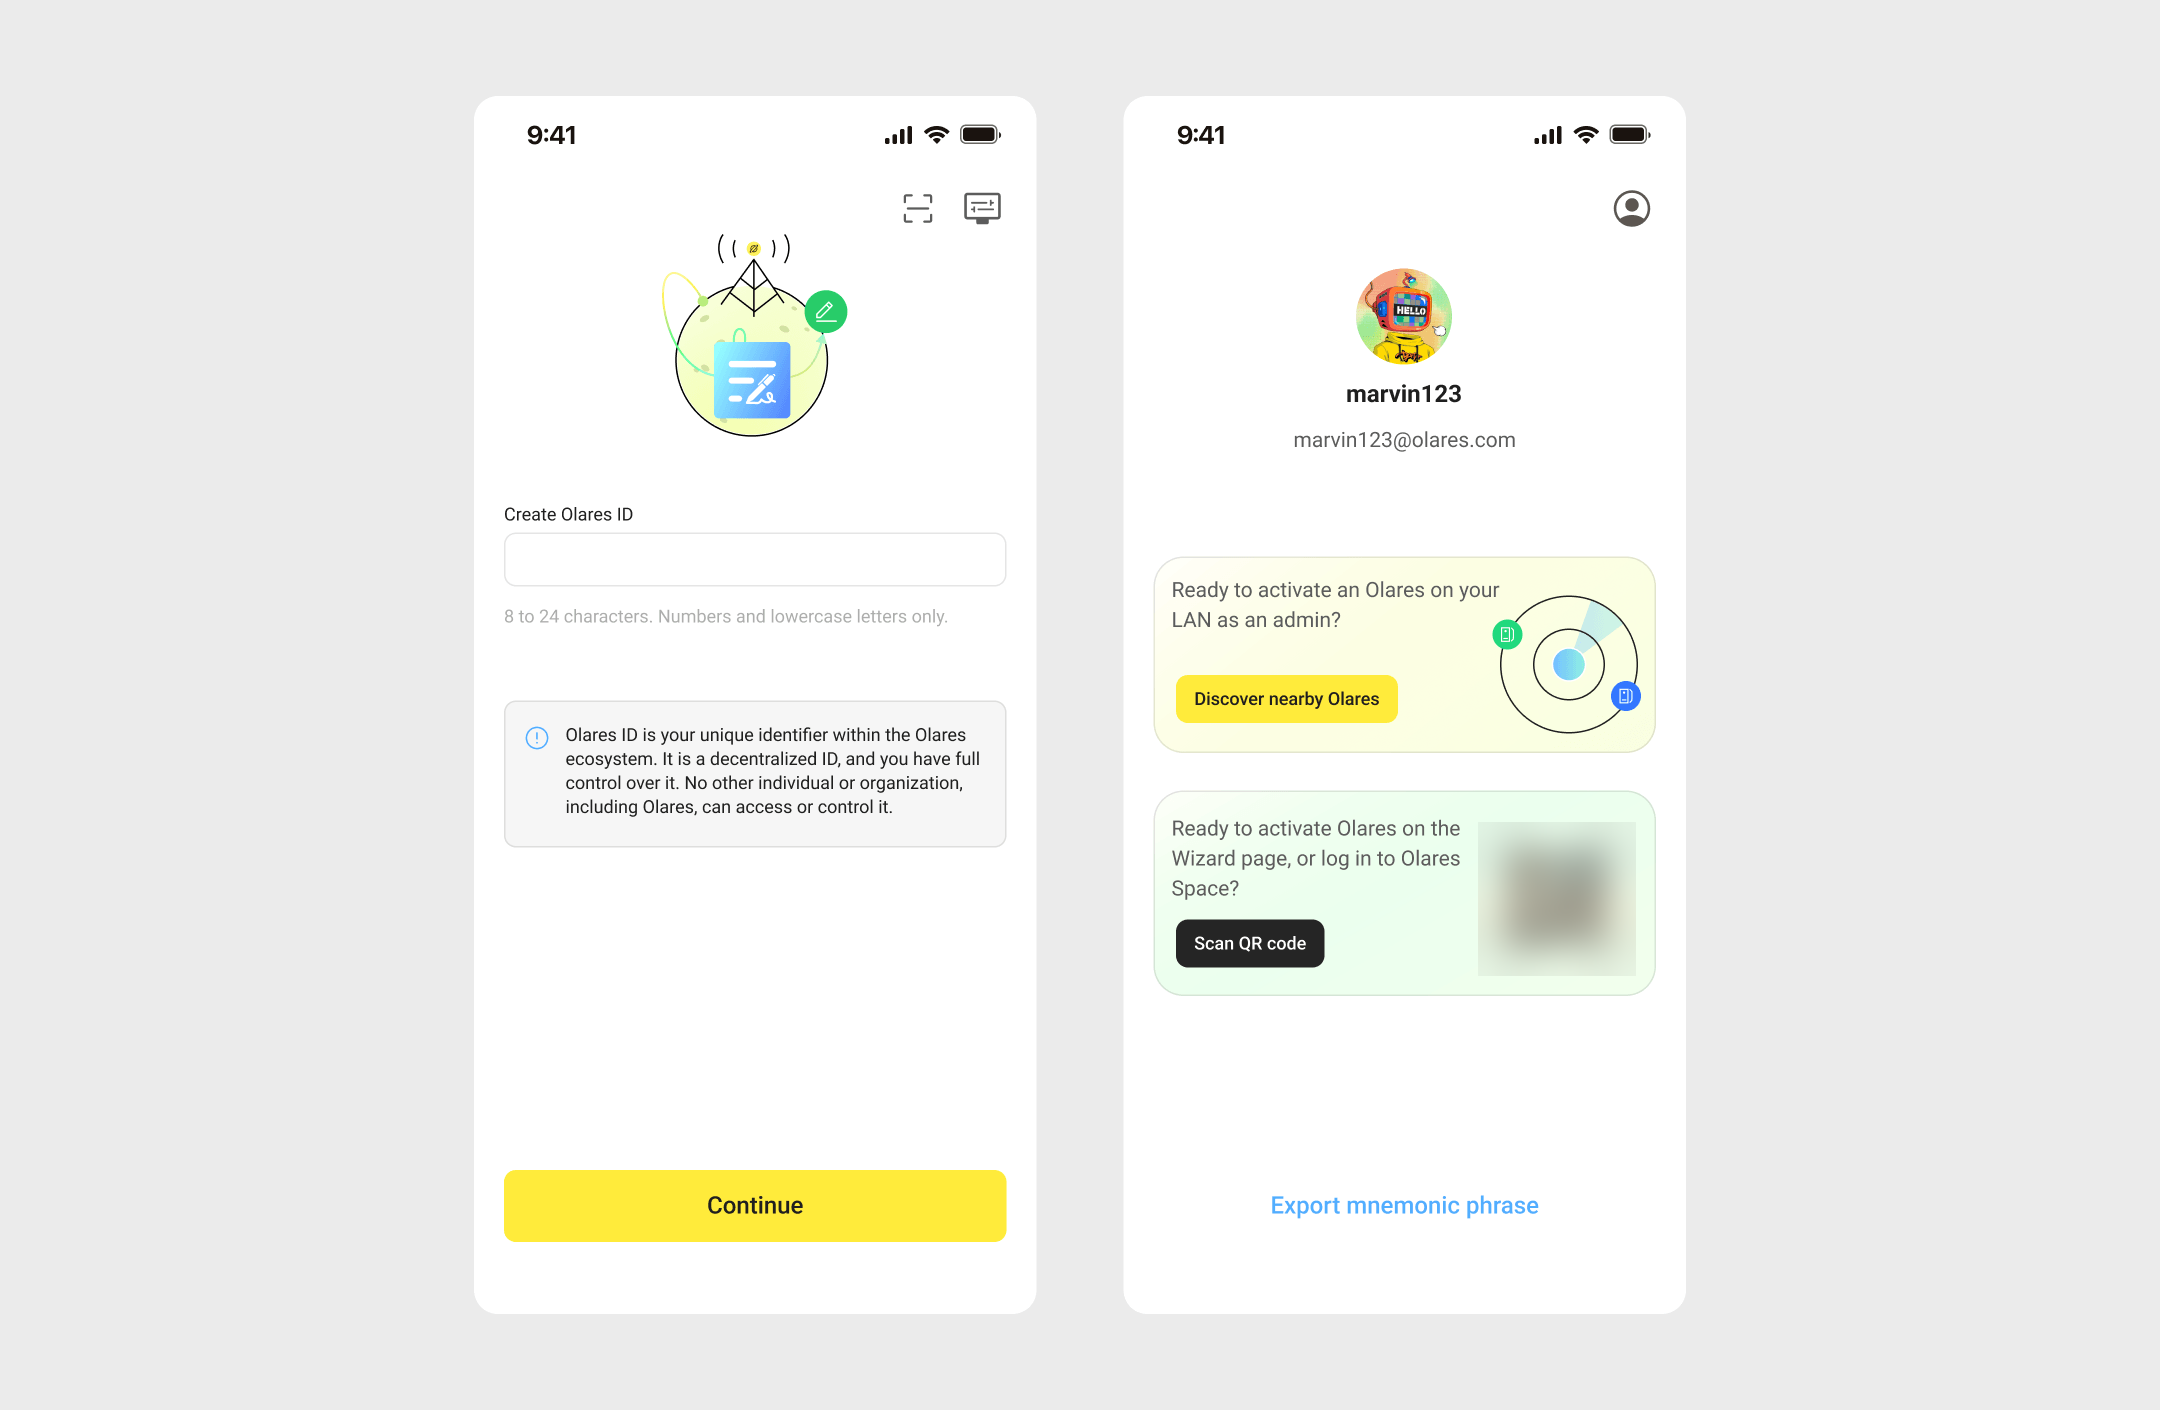 9:41
Create Olares ID
8 to 24 characters. Numbers and lowercase letters only.
Olares ID is your unique identifier within the Olares
ecosystem. It is a decentralized ID, and you have full
control over it. No other individual or organization,
including Olares, can access or control it.
Continue
9:41
HELLO
marvin123
marvin123@olares.com
Ready to activate an Olares on your
LAN as an admin?
Discover nearby Olares
Ready to activate Olares on the
Wizard page, or log in to Olares
Space?
Scan QR code
Export mnemonic phrase